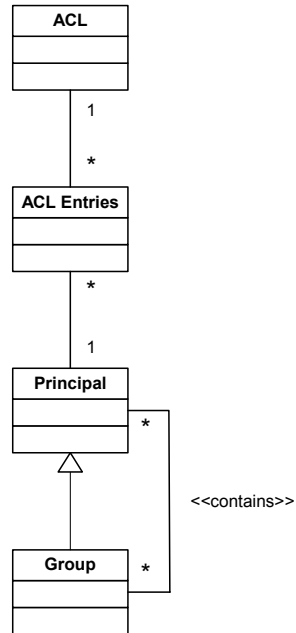 ACL
1
*
ACL Entries
*
1
Principal
*
<<contains>>
Group
*